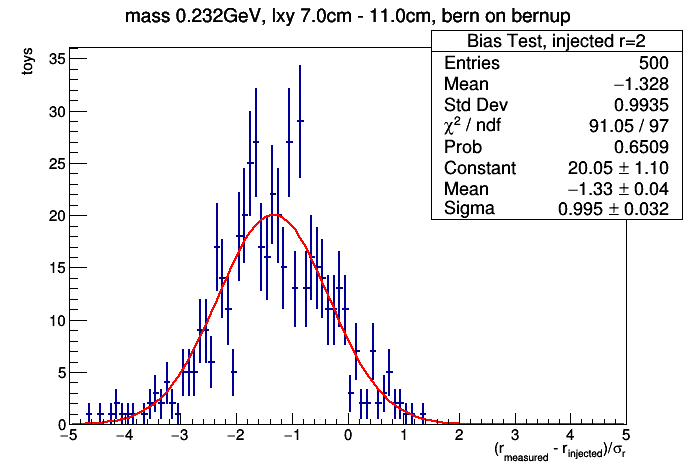 mass 0.232GeV, lxy 7.0cm - 11.0cm, bern on bernup
Bias Test, injected r=2
Entries 500
Mean −1.328
Std Dev 0.9935
χ² / ndf 91.05 / 97
Prob 0.6509
Constant 20.05 ± 1.10
Mean −1.33 ± 0.04
Sigma 0.995 ± 0.032
toys
35
30
25
20
15
10
5
0
−5 −4 −3 −2 −1 0 1 2 3 4 5
(r_measured - r_injected)/σ_r